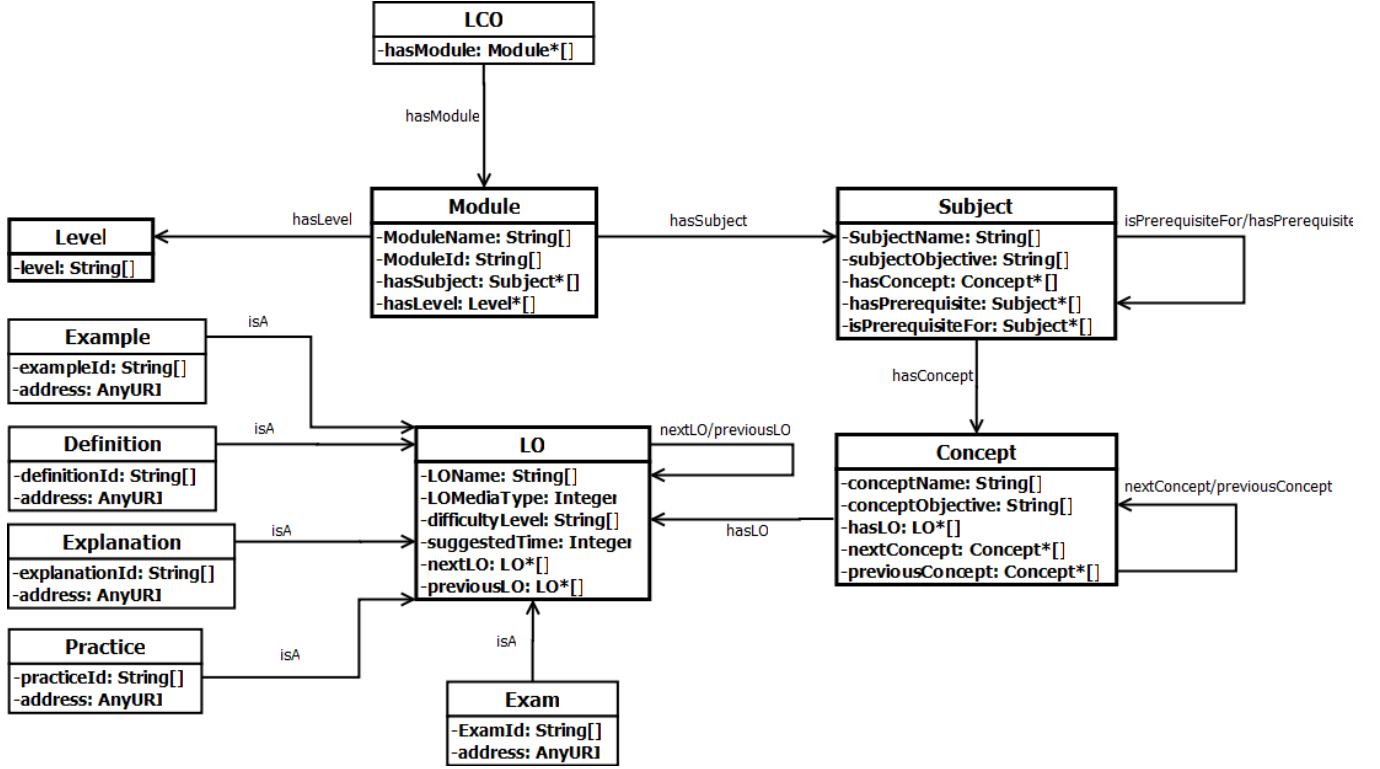 LCO
-hasModule: Module*[]
hasModule
Module
-ModuleName: String[]
-ModuleId: String[]
-hasSubject: Subject*[]
-hasLevel: Level*[]
hasLevel
Level
-level: String[]
hasSubject
Subject
-SubjectName: String[]
-subjectObjective: String[]
-hasConcept: Concept*[]
-hasPrerequisite: Subject*[]
-isPrerequisiteFor: Subject*[]
isPrerequisiteFor/hasPrerequisite
hasConcept
Example
-exampleId: String[]
-address: AnyURI
isA
Definition
-definitionId: String[]
-address: AnyURI
isA
Explanation
-explanationId: String[]
-address: AnyURI
isA
Practice
-practiceId: String[]
-address: AnyURI
isA
LO
-LOName: String[]
-LOMediaType: Integer
-difficultyLevel: String[]
-suggestedTime: Integer
-nextLO: LO*[]
-previousLO: LO*[]
nextLO/previousLO
hasLO
Concept
-conceptName: String[]
-conceptObjective: String[]
-hasLO: LO*[]
-nextConcept: Concept*[]
-previousConcept: Concept*[]
nextConcept/previousConcept
isA
Exam
-ExamId: String[]
-address: AnyURI